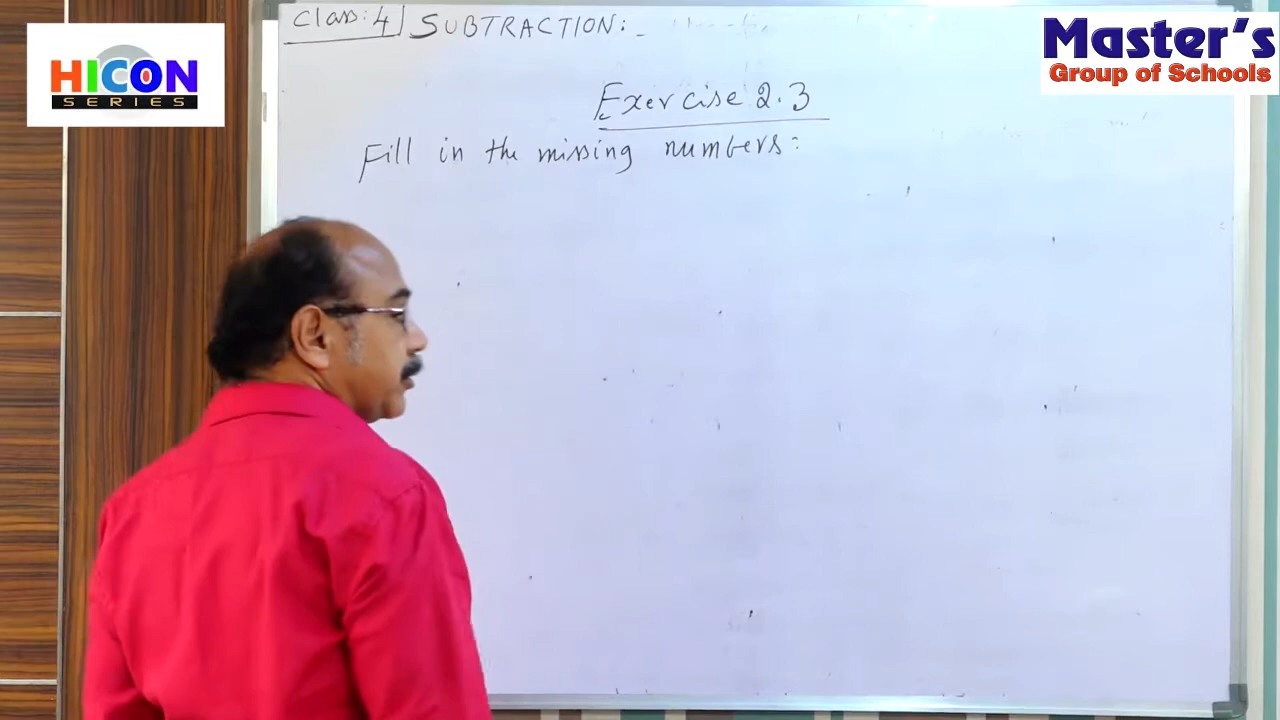 HICON
SERIES
Class: 4 SUBTRACTION:-
Master's
Group of Schools
Exercise 2.3
Fill in the missing numbers: